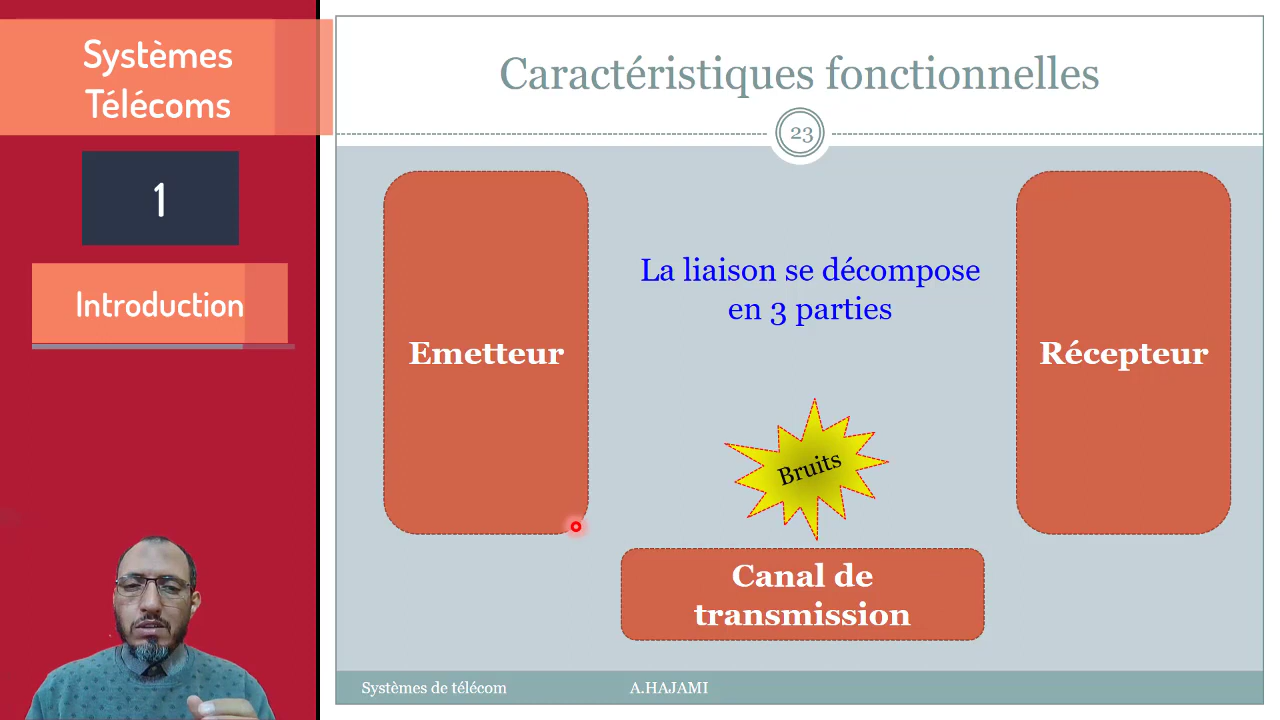 Systèmes
Télécoms
1
Introduction
Caractéristiques fonctionnelles
23
Emetteur
La liaison se décompose
en 3 parties
Récepteur
Bruits
Canal de
transmission
Systèmes de télécom
A.HAJAMI